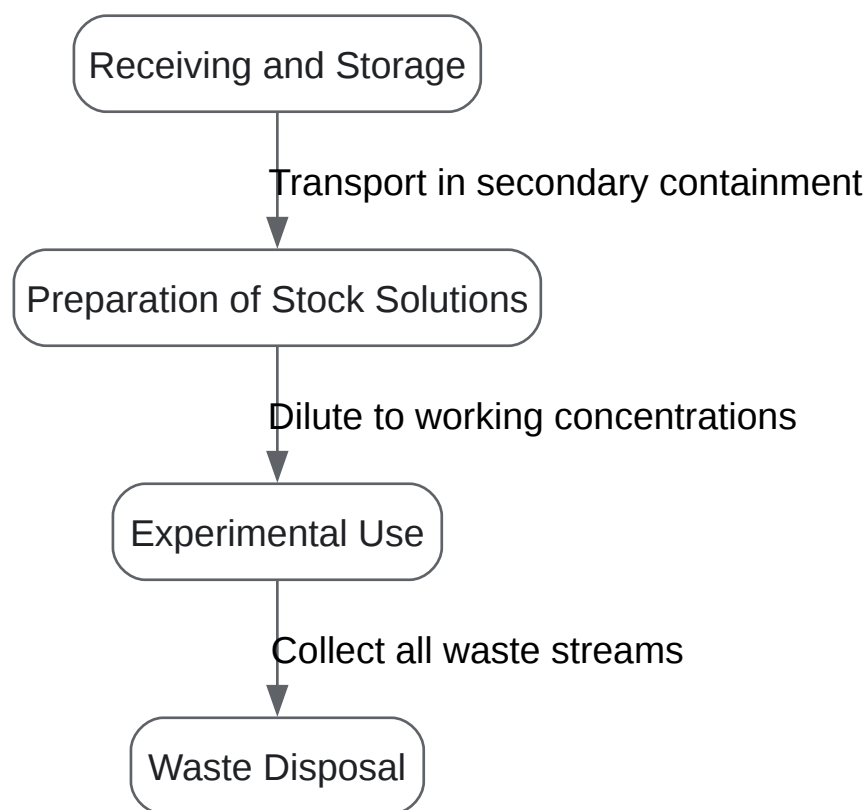 Receiving and Storage
Transport in secondary containment
Preparation of Stock Solutions
Dilute to working concentrations
Experimental Use
Collect all waste streams
Waste Disposal